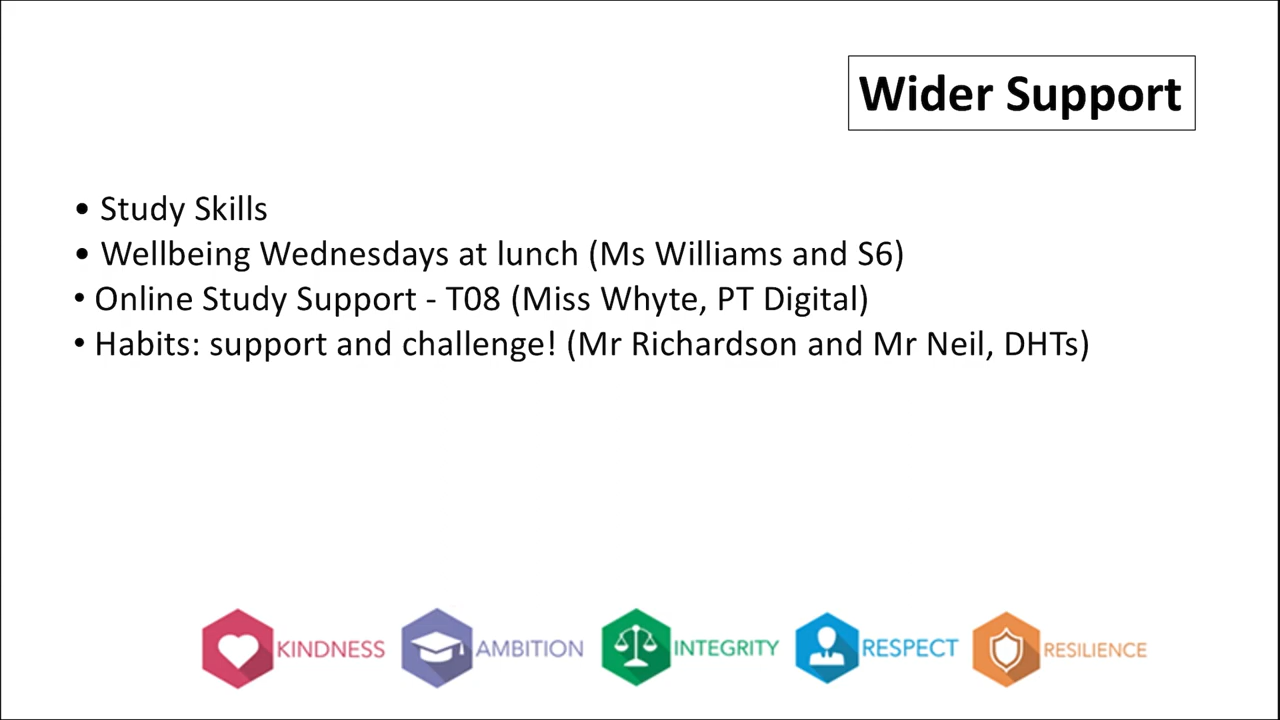 Wider Support
• Study Skills
• Wellbeing Wednesdays at lunch (Ms Williams and S6)
• Online Study Support - T08 (Miss Whyte, PT Digital)
• Habits: support and challenge! (Mr Richardson and Mr Neil, DHTs)
KINDNESS AMBITION INTEGRITY RESPECT RESILIENCE